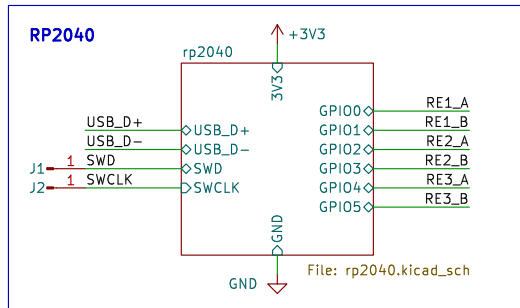 RP2040
+3V3
rp2040
3V3
GPIO0 RE1_A
USB_D+ USB_D+ GPIO1 RE1_B
USB_D- USB_D- GPIO2 RE2_A
J1 1 SWD SWD GPIO3 RE2_B
J2 1 SWCLK SWCLK GPIO4 RE3_A
GPIO5 RE3_B
GND
File: rp2040.kicad_sch
GND